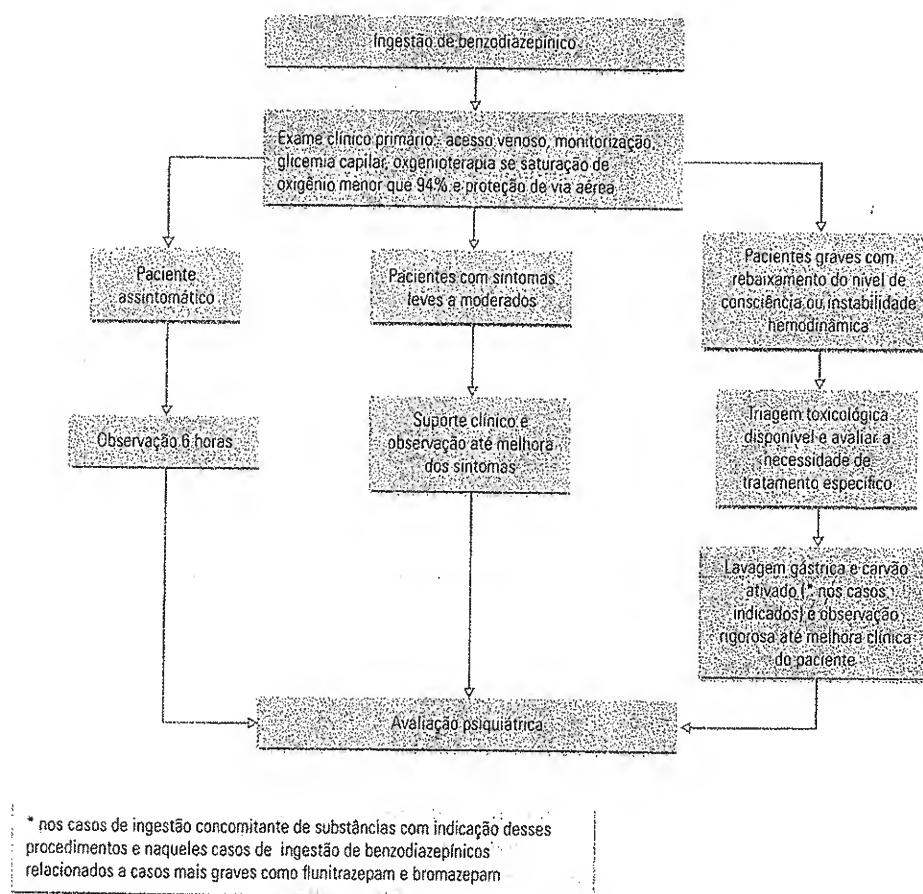 Ingestão de benzodiazepínico
Exame clínico primário: acesso venoso, monitorização,
glicemia capilar, oxgenioterapia se saturação de
oxigênio menor que 94% e proteção de via aérea
Paciente
assintomático
Pacientes com sintomas
leves a moderados
Pacientes graves com
rebaixamento do nível de
consciência ou instabilidade
hemodinâmica
Observação 6 horas
Suporte clínico e
observação até melhora
dos sintomas
Triagem toxicológica
disponível e avaliar a
necessidade de
tratamento específico
Lavagem gástrica e carvão
ativado (* nos casos
indicados) e observação
rigorosa até melhora clínica
do paciente
Avaliação psiquiátrica
* nos casos de ingestão concomitante de substâncias com indicação desses
procedimentos e naqueles casos de ingestão de benzodiazepínicos
relacionados a casos mais graves como flunitrazepam e bromazepam